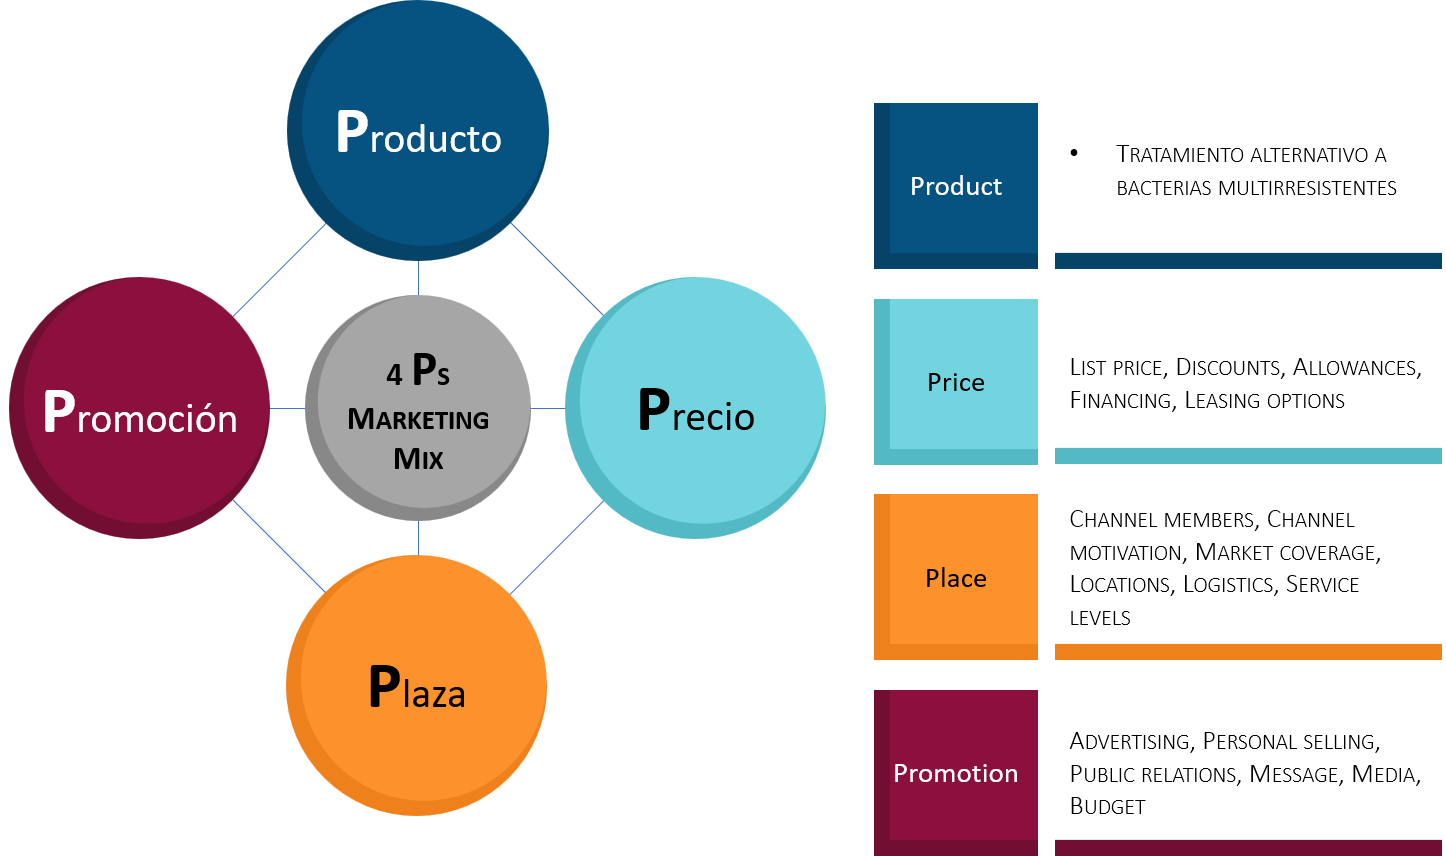 Producto
Promoción
4 Ps
Marketing
Mix
Precio
Plaza
Product
• Tratamiento alternativo a
bacterias multirresistentes
Price
List price, Discounts, Allowances,
Financing, Leasing options
Place
Channel members, Channel
motivation, Market coverage,
Locations, Logistics, Service
levels
Promotion
Advertising, Personal selling,
Public relations, Message, Media,
Budget